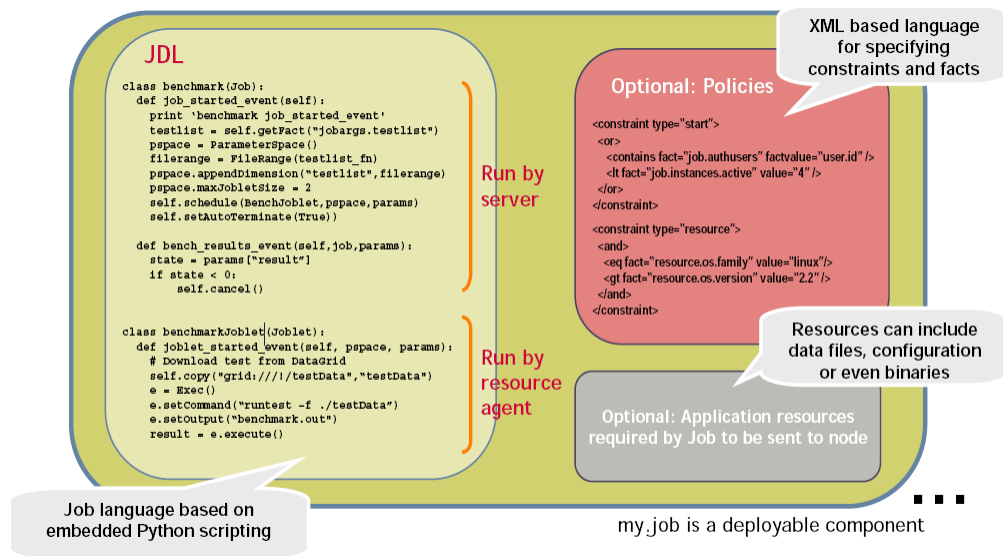 JDL
class benchmark(Job):
def job_started_event(self):
print ‘benchmark job_started_event'
testlist = self.getFact("jobargs.testlist")
pspace = ParameterSpace()
filerange = FileRange(testlist_fn)
pspace.appendDimension(“testlist",filerange)
pspace.maxJobletSize = 2
self.schedule(BenchJoblet,pspace,params)
self.setAutoTerminate(True))
def bench_results_event(self,job,params):
state = params[“result”]
if state < 0:
self.cancel()
Run by
server
class benchmarkJoblet(Joblet):
def joblet_started_event(self, pspace, params):
# Download test from DataGrid
self.copy("grid:///!/testData",“testData”)
e = Exec()
e.setCommand(“runtest -f ./testData”)
e.setOutput(“benchmark.out”)
result = e.execute()
Run by
resource
agent
Job language based on
embedded Python scripting
XML based language
for specifying
constraints and facts
Optional: Policies
<constraint type=“start”>
<or>
<contains fact=“job.authusers” factvalue=“user.id” />
<lt fact=“job.instances.active” value=“4” />
</or>
</constraint>
<constraint type=“resource”>
<and>
<eq fact=“resource.os.family” value=“linux”/>
<gt fact=“resource.os.version” value=“2.2” />
</and>
</constraint>
Resources can include
data files, configuration
or even binaries
Optional: Application resources
required by Job to be sent to node
...
my.job is a deployable component